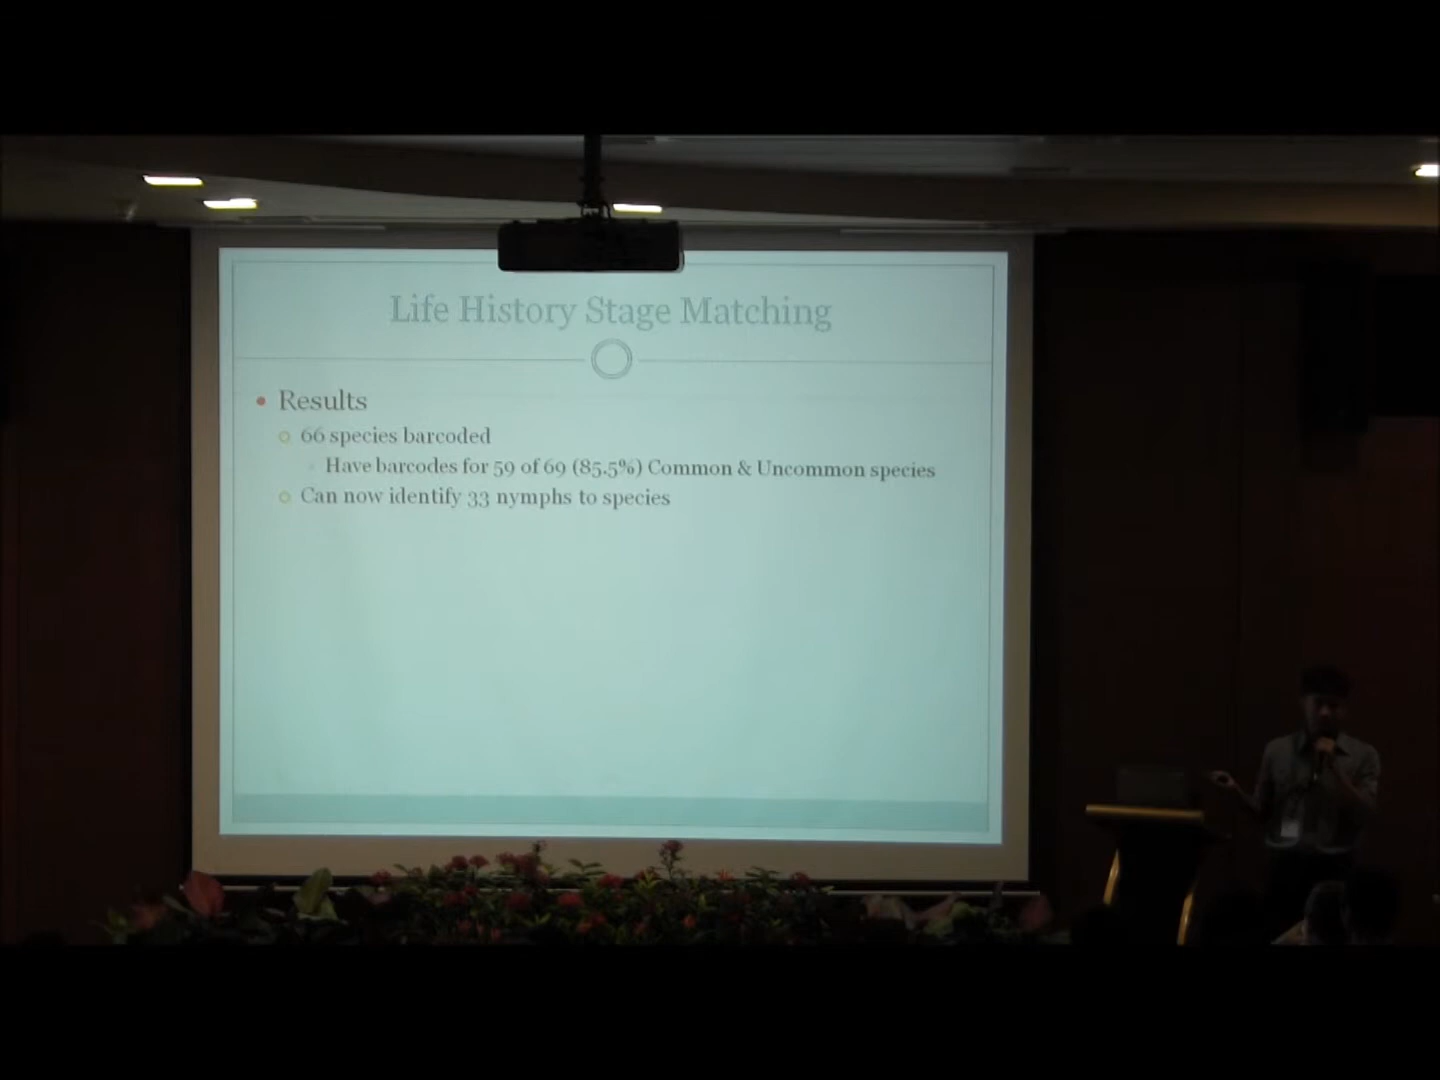 Life History Stage Matching
Results
66 species barcoded
Have barcodes for 59 of 69 (85.5%) Common & Uncommon species
Can now identify 33 nymphs to species